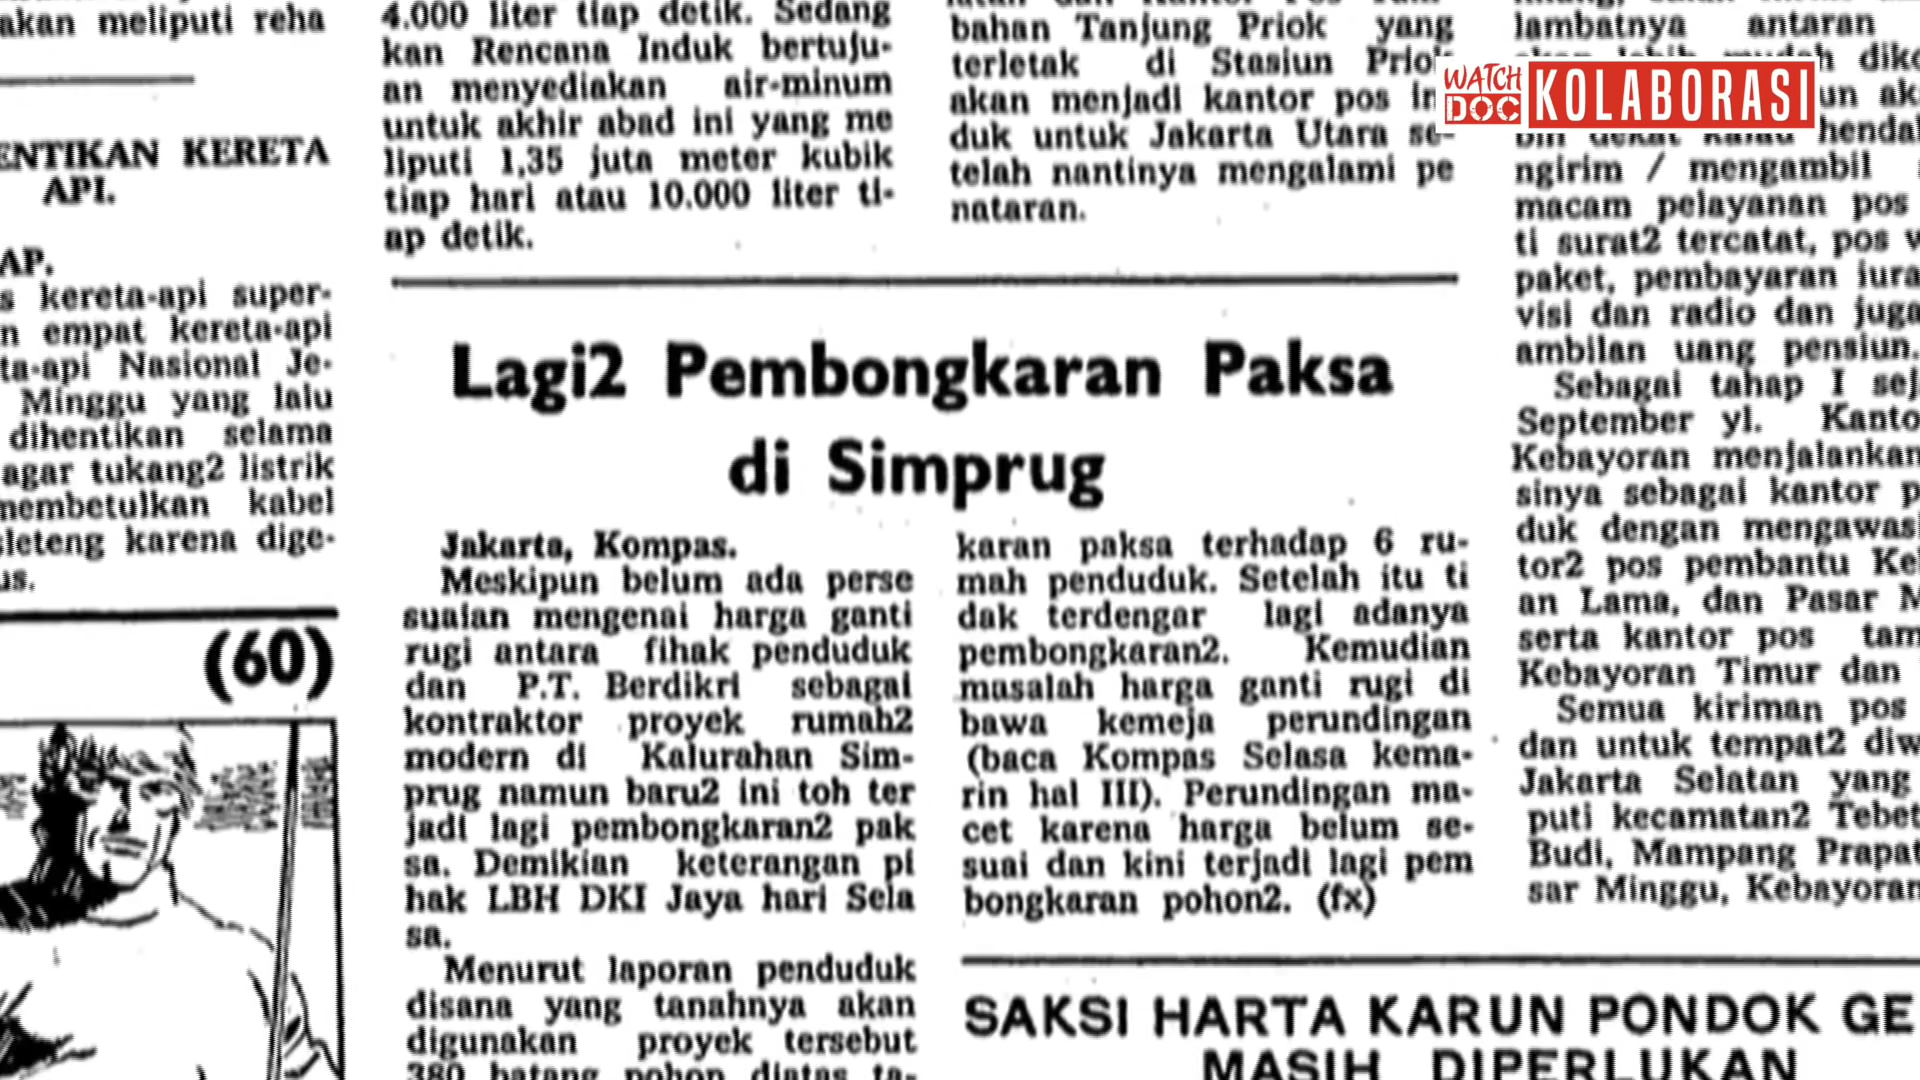 akan meliputi reha
ENTIKAN KERETA
API.
AP.
s kereta-api super-
n empat kereta-api
ta-api Nasional Je-
Minggu yang lalu
dihentikan selama
agar tukang2 listrik
membetulkan kabel
sleteng karena dige-
us.
(60)
4.000 liter tiap detik. Sedang
kan Rencana Induk bertuju-
an menyediakan air-minum
untuk akhir abad ini yang me
liputi 1,35 juta meter kubik
tiap hari atau 10.000 liter ti-
ap detik.
bahan Tanjung Priok yang
terletak di Stasiun Priok
akan menjadi kantor pos in
duk untuk Jakarta Utara se-
telah nantinya mengalami pe
nataran.
Lagi2 Pembongkaran Paksa
di Simprug
Jakarta, Kompas.
Meskipun belum ada perse
suaian mengenai harga ganti
rugi antara fihak penduduk
dan P.T. Berdikri sebagai
kontraktor proyek rumah2
modern di Kalurahan Sim-
prug namun baru2 ini toh ter
jadi lagi pembongkaran2 pak
sa. Demikian keterangan pi
hak LBH DKI Jaya hari Sela
sa.
Menurut laporan penduduk
disana yang tanahnya akan
digunakan proyek tersebut
380 batang pohon diatas ta-
karan paksa terhadap 6 ru-
mah penduduk. Setelah itu ti
dak terdengar lagi adanya
pembongkaran2. Kemudian
masalah harga ganti rugi di
bawa kemeja perundingan
(baca Kompas Selasa kema-
rin hal III). Perundingan ma-
cet karena harga belum se-
suai dan kini terjadi lagi pem
bongkaran pohon2. (fx)
SAKSI HARTA KARUN PONDOK GE
MASIH DIPERLUKAN
lambatnya antaran
WATCH DOC KOLABORASI
ngirim / mengambil
macam pelayanan pos
ti surat2 tercatat, pos w
paket, pembayaran iura
visi dan radio dan juga
ambilan uang pensiun.
Sebagai tahap I sej
September yl. Kanto
Kebayoran menjalankan
sinya sebagai kantor p
duk dengan mengawasi
tor2 pos pembantu Ke
an Lama, dan Pasar M
serta kantor pos tam
Kebayoran Timur dan
Semua kiriman pos
dan untuk tempat2 diw
Jakarta Selatan yang
puti kecamatan2 Tebet
Budi, Mampang Prapat
sar Minggu, Kebayoran